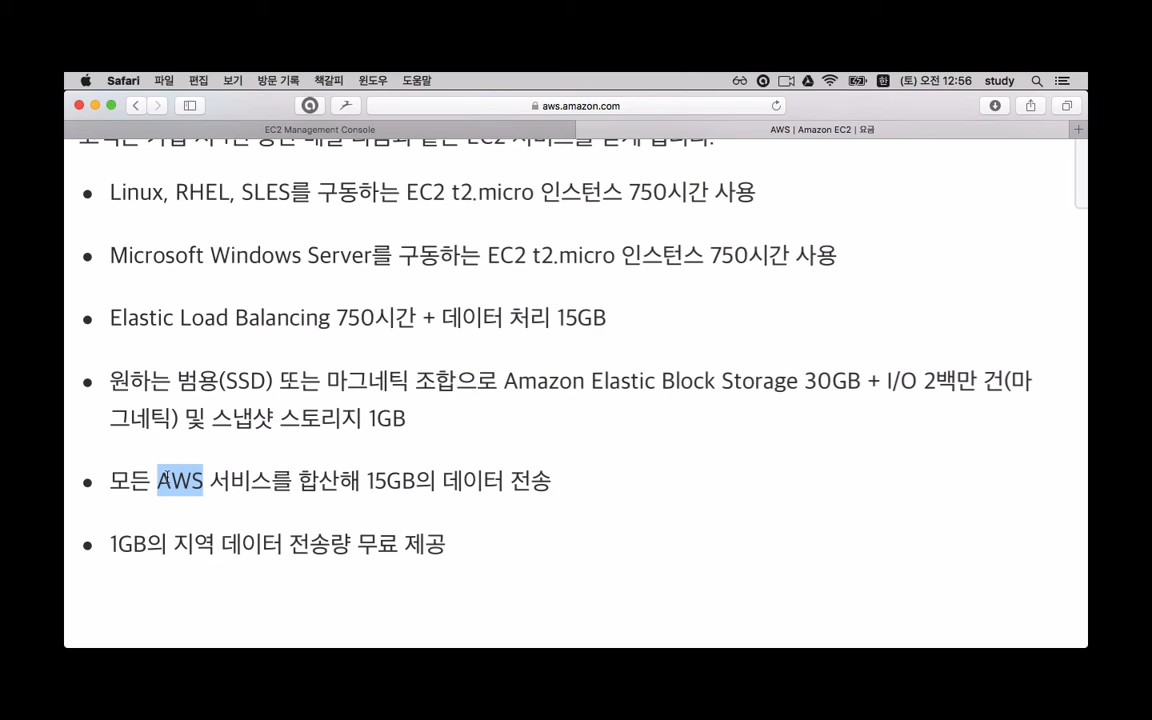 Safari 파일 편집 보기 방문 기록 책갈피 윈도우 도움말 한 (토) 오전 12:56 study
aws.amazon.com
EC2 Management Console AWS | Amazon EC2 | 요금
Linux, RHEL, SLES를 구동하는 EC2 t2.micro 인스턴스 750시간 사용
Microsoft Windows Server를 구동하는 EC2 t2.micro 인스턴스 750시간 사용
Elastic Load Balancing 750시간 + 데이터 처리 15GB
원하는 범용(SSD) 또는 마그네틱 조합으로 Amazon Elastic Block Storage 30GB + I/O 2백만 건(마
그네틱) 및 스냅샷 스토리지 1GB
모든 AWS 서비스를 합산해 15GB의 데이터 전송
1GB의 지역 데이터 전송량 무료 제공